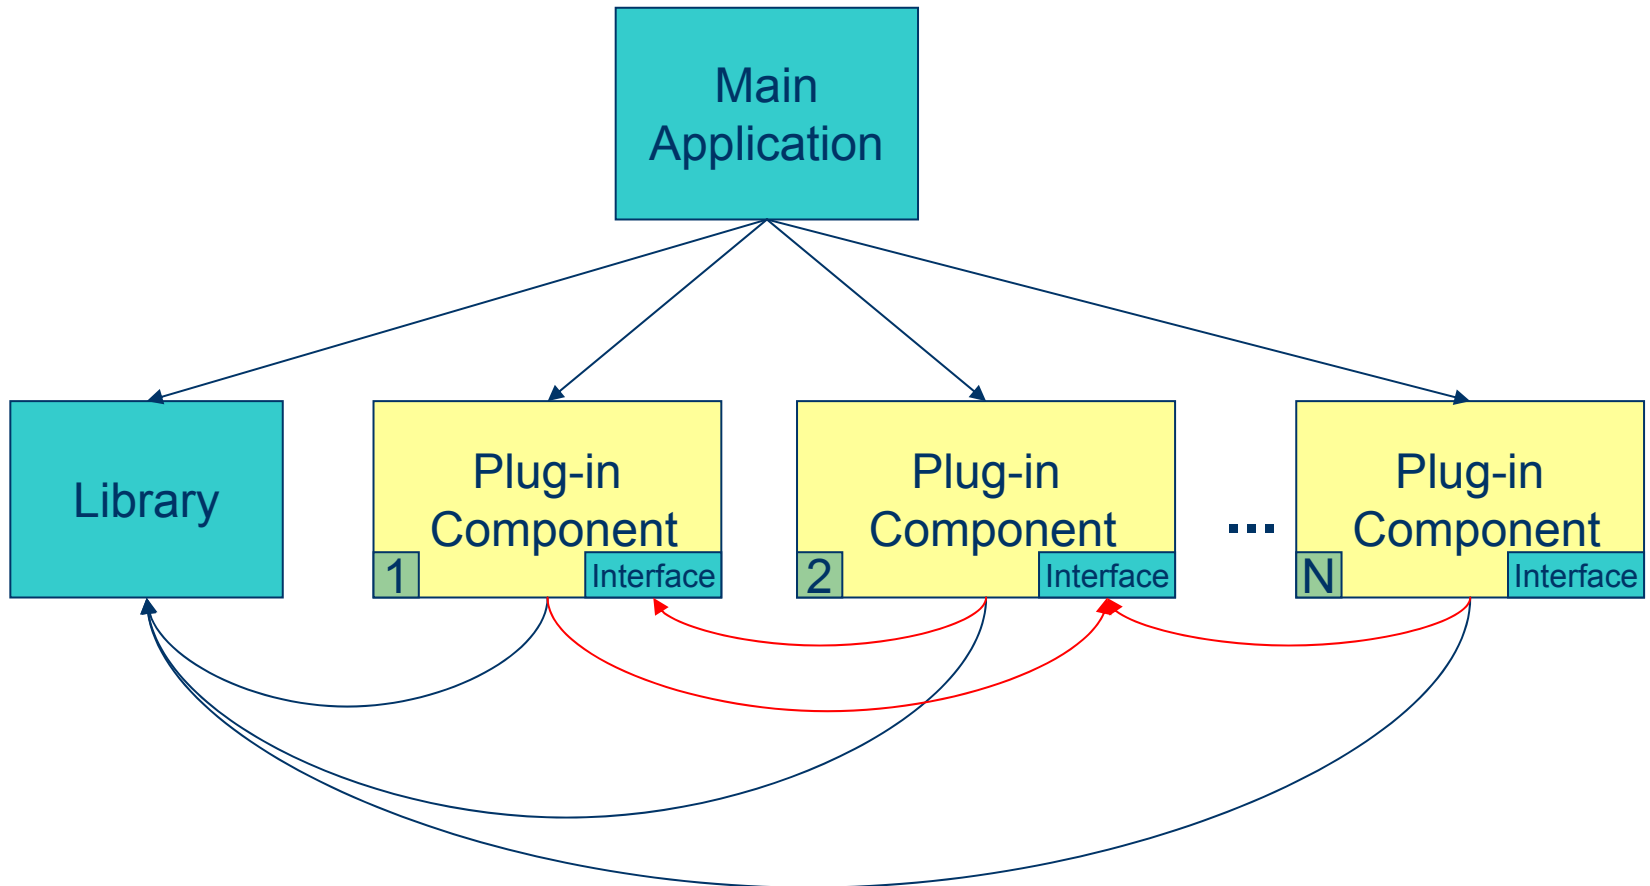 Main
Application
Library
Plug-in
Component
1
Interface
Plug-in
Component
2
Interface
...
Plug-in
Component
N
Interface